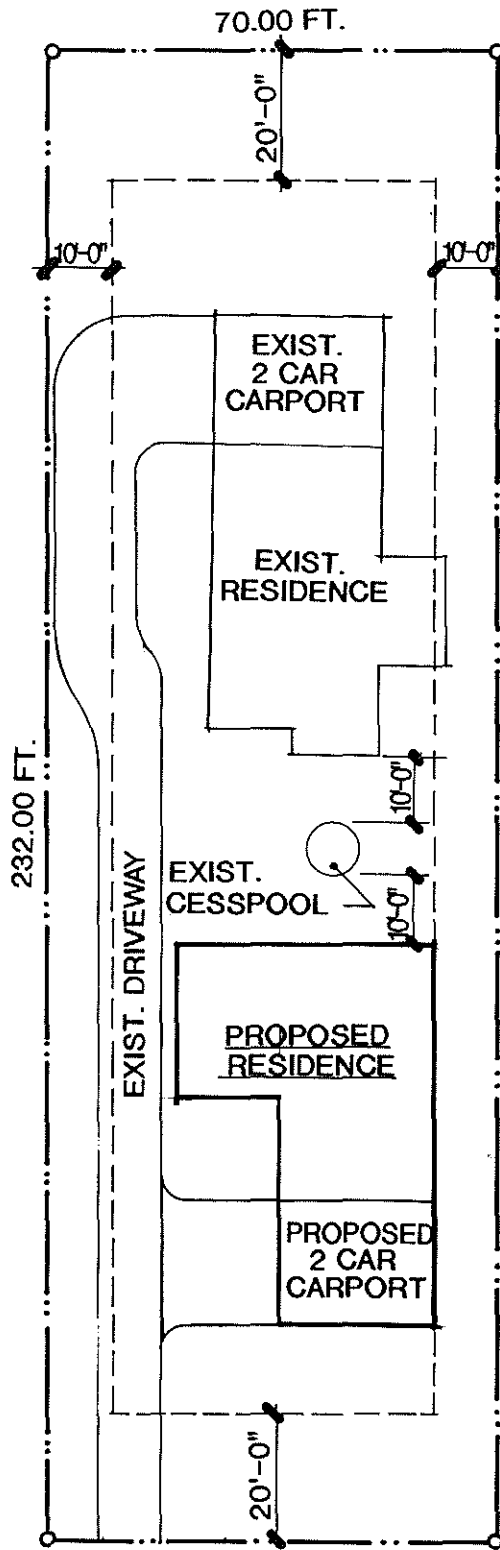 70.00 FT.
20'-0"
10'-0"
10'-0"
EXIST.
2 CAR
CARPORT
EXIST.
RESIDENCE
232.00 FT.
10'-0"
EXIST.
CESSPOOL
10'-0"
EXIST. DRIVEWAY
PROPOSED
RESIDENCE
PROPOSED
2 CAR
CARPORT
20'-0"